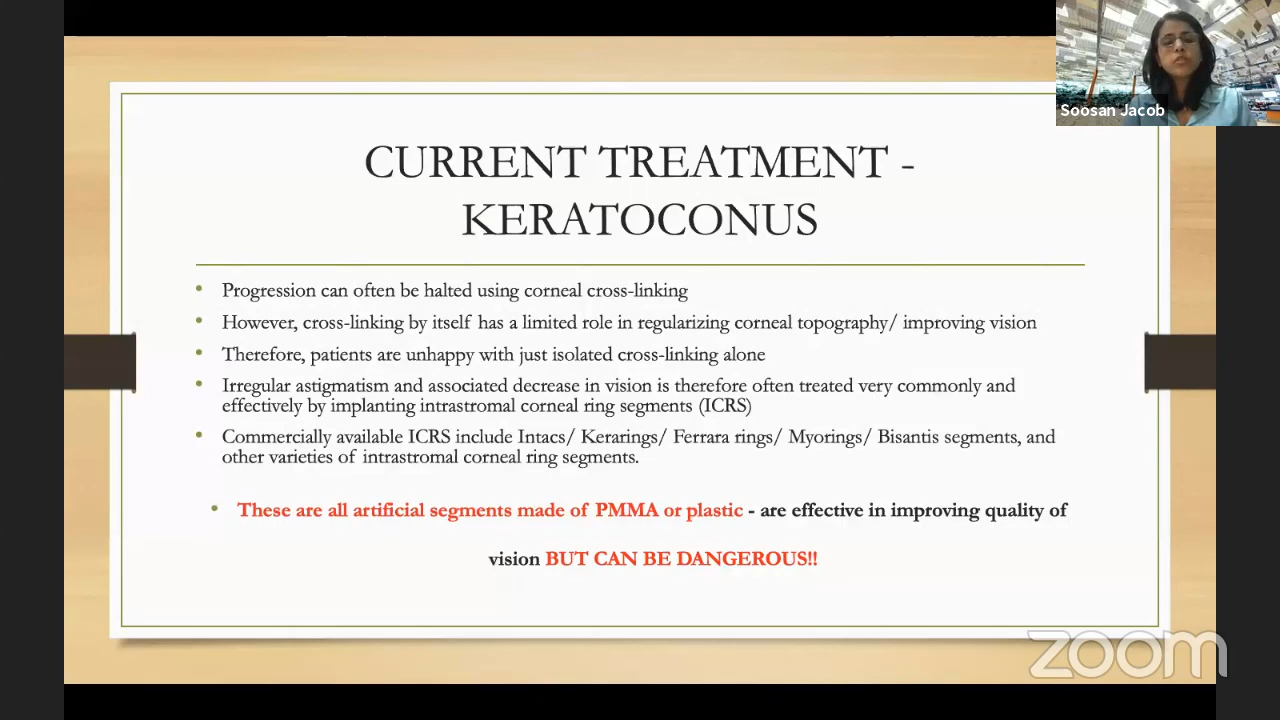 Soosan Jacob
CURRENT TREATMENT -
KERATOCONUS
• Progression can often be halted using corneal cross-linking
• However, cross-linking by itself has a limited role in regularizing corneal topography/ improving vision
• Therefore, patients are unhappy with just isolated cross-linking alone
• Irregular astigmatism and associated decrease in vision is therefore often treated very commonly and
effectively by implanting intrastromal corneal ring segments (ICRS)
• Commercially available ICRS include Intacs/ Kerarings/ Ferrara rings/ Myorings/ Bisantis segments, and
other varieties of intrastromal corneal ring segments.
• These are all artificial segments made of PMMA or plastic - are effective in improving quality of
vision BUT CAN BE DANGEROUS!!
zoom